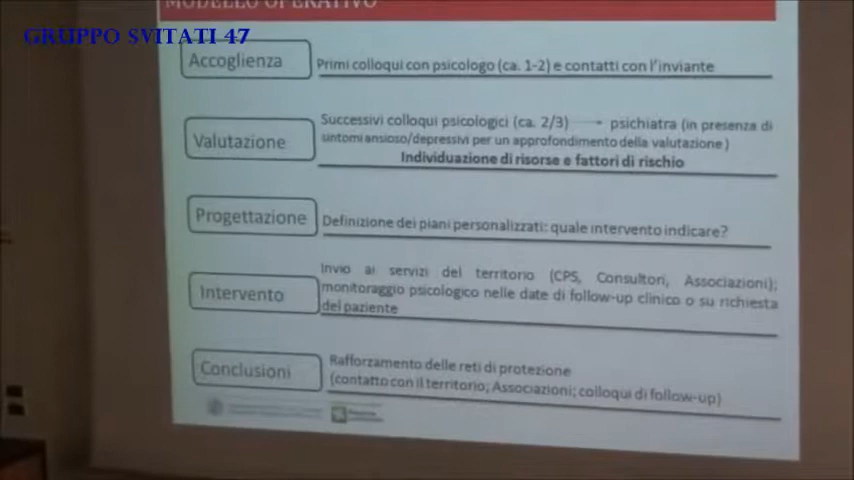 MODELLO OPERATIVO
GRUPPO SVITATI 47
Accoglienza
Primi colloqui con psicologo (ca. 1-2) e contatti con l'inviante
Valutazione
Successivi colloqui psicologici (ca. 2/3) → psichiatra (in presenza di
sintomi ansioso/depressivi per un approfondimento della valutazione )
Individuazione di risorse e fattori di rischio
Progettazione
Definizione dei piani personalizzati: quale intervento indicare?
Intervento
Invio ai servizi del territorio (CPS, Consultori, Associazioni);
monitoraggio psicologico nelle date di follow-up clinico o su richiesta
del paziente
Conclusioni
Rafforzamento delle reti di protezione
(contatto con il territorio; Associazioni; colloqui di follow-up)